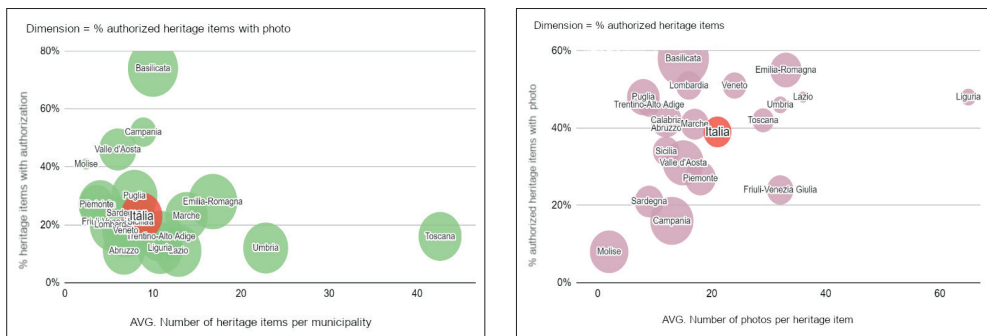 Dimension = % authorized heritage items with photo
% heritage items with authorization
80%
60%
40%
20%
0%
Basilicata
Campania
Valle d'Aosta
Molise
Puglia
Piemonte
Emilia-Romagna
Marche
Italia
Lombard
Veneto
Trentino-Alto Adige
Toscana
Abruzzo
Liguria
Lazio
Umbria
0
10
20
30
40
AVG. Number of heritage items per municipality
Dimension = % authorized heritage items
% authorized heritage items with photo
60%
40%
20%
0%
Basilicata
Emilia-Romagna
Lombardia
Veneto
Puglia
Lazio
Liguria
Trentino-Alto Adige
Umbria
Calabria
Marche
Toscana
Abruzzo
Italia
Sicilia
Valle d'Aosta
Piemonte
Friuli-Venezia Giulia
Sardegna
Campania
Molise
0
20
40
60
AVG. Number of photos per heritage item